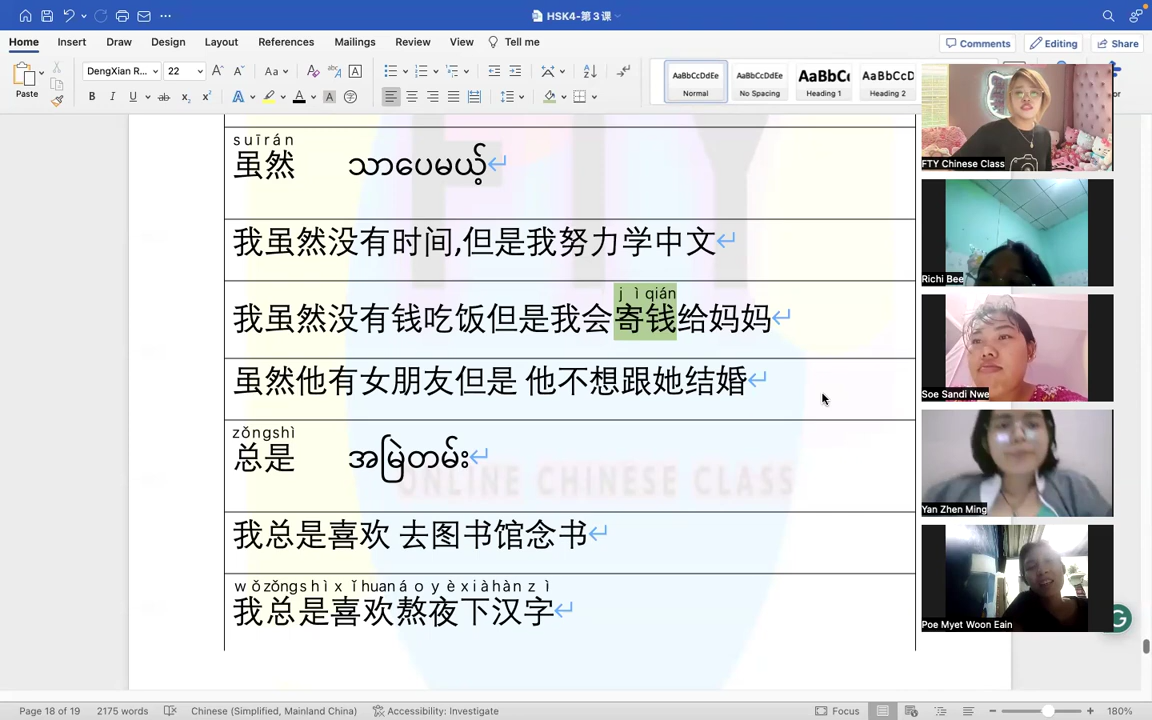 HSK4-第3课
Home Insert Draw Design Layout References Mailings Review View Tell me Comments Editing Share
DengXian R... 22
Paste
AaBbCcDdEe AaBbCcDdEe AaBbC AaBbCcD
Normal No Spacing Heading 1 Heading 2
suīrán
虽然 သာပေမယ့်
我虽然没有时间,但是我努力学中文
jì qián
我虽然没有钱吃饭但是我会寄钱给妈妈
虽然他有女朋友但是 他不想跟她结婚
zǒngshì
总是 အမြဲတမ်း
ONLINE CHINESE CLASS
我总是喜欢 去图书馆念书
wǒzǒngshìxǐhuanáoyèxiàhànzì
我总是喜欢熬夜下汉字
FTY Chinese Class
Richi Bee
Soe Sandi Nwe
Yan Zhen Ming
Poe Myet Woon Eain
Page 18 of 19 2175 words Chinese (Simplified, Mainland China) Accessibility: Investigate Focus 180%